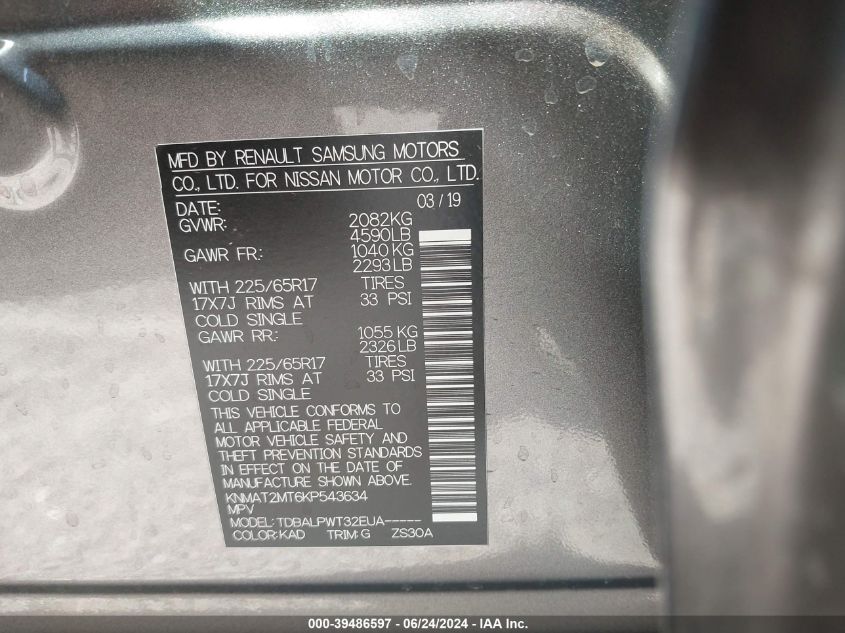 MFD BY RENAULT SAMSUNG MOTORS
CO., LTD. FOR NISSAN MOTOR CO., LTD.
DATE: 03/19
GVWR: 2082KG
4590LB
GAWR FR.: 1040KG
2293LB
WITH 225/65R17 TIRES
17X7J RIMS AT 33 PSI
COLD SINGLE
GAWR RR.: 1055KG
2326LB
WITH 225/65R17 TIRES
17X7J RIMS AT 33 PSI
COLD SINGLE
THIS VEHICLE CONFORMS TO
ALL APPLICABLE FEDERAL
MOTOR VEHICLE SAFETY AND
THEFT PREVENTION STANDARDS
IN EFFECT ON THE DATE OF
MANUFACTURE SHOWN ABOVE.
KNMAT2MT6KP543634
MPV
MODEL:TDBALPWT32EUA-----
COLOR:KAD TRIM:G ZS30A
000-39486597 - 06/24/2024 - IAA Inc.